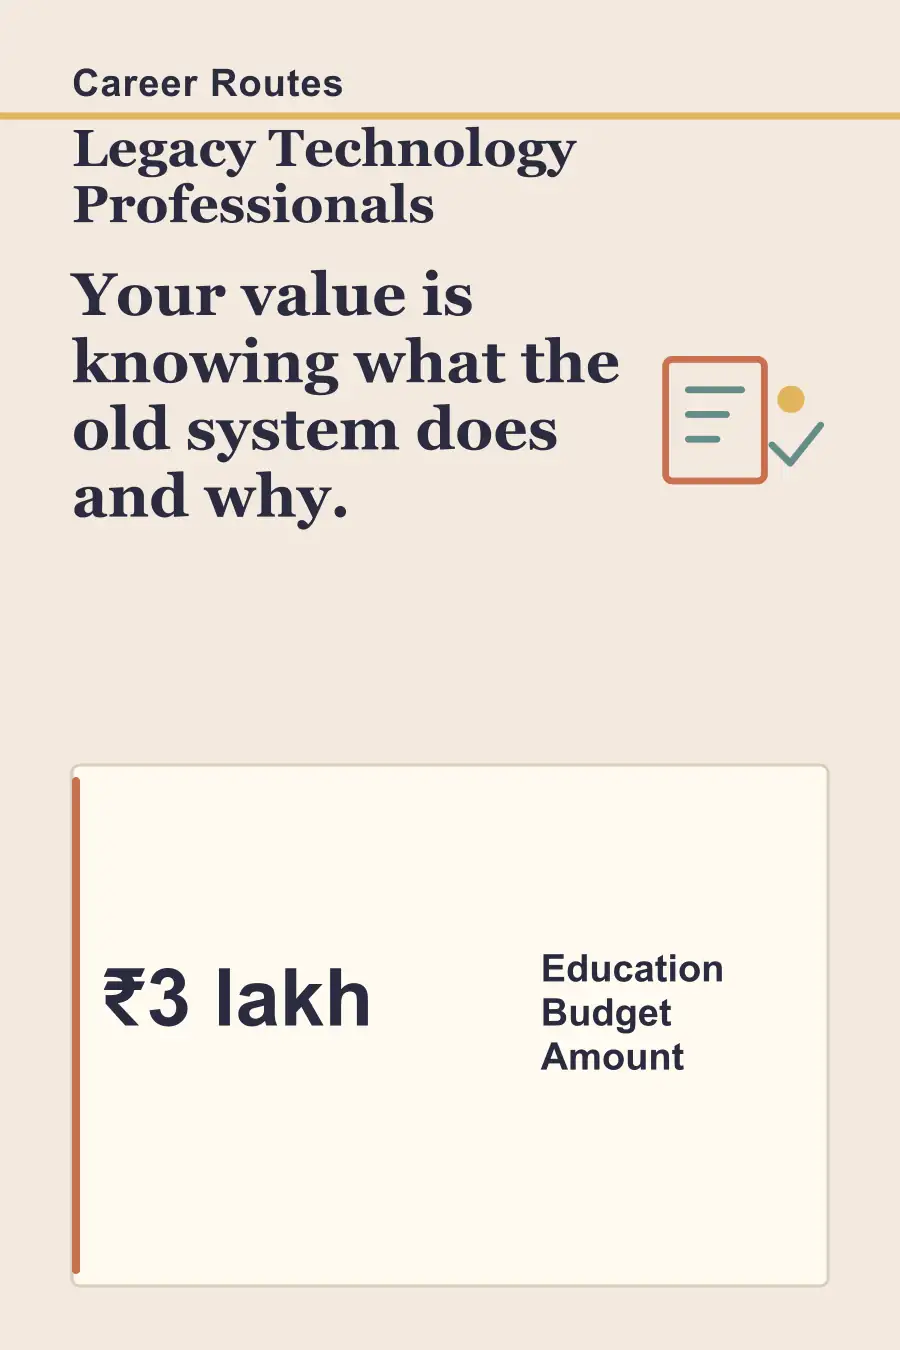 Career Routes
Legacy Technology
Professionals
Your value is
knowing what the
old system does
and why.
₹3 lakh
Education
Budget
Amount